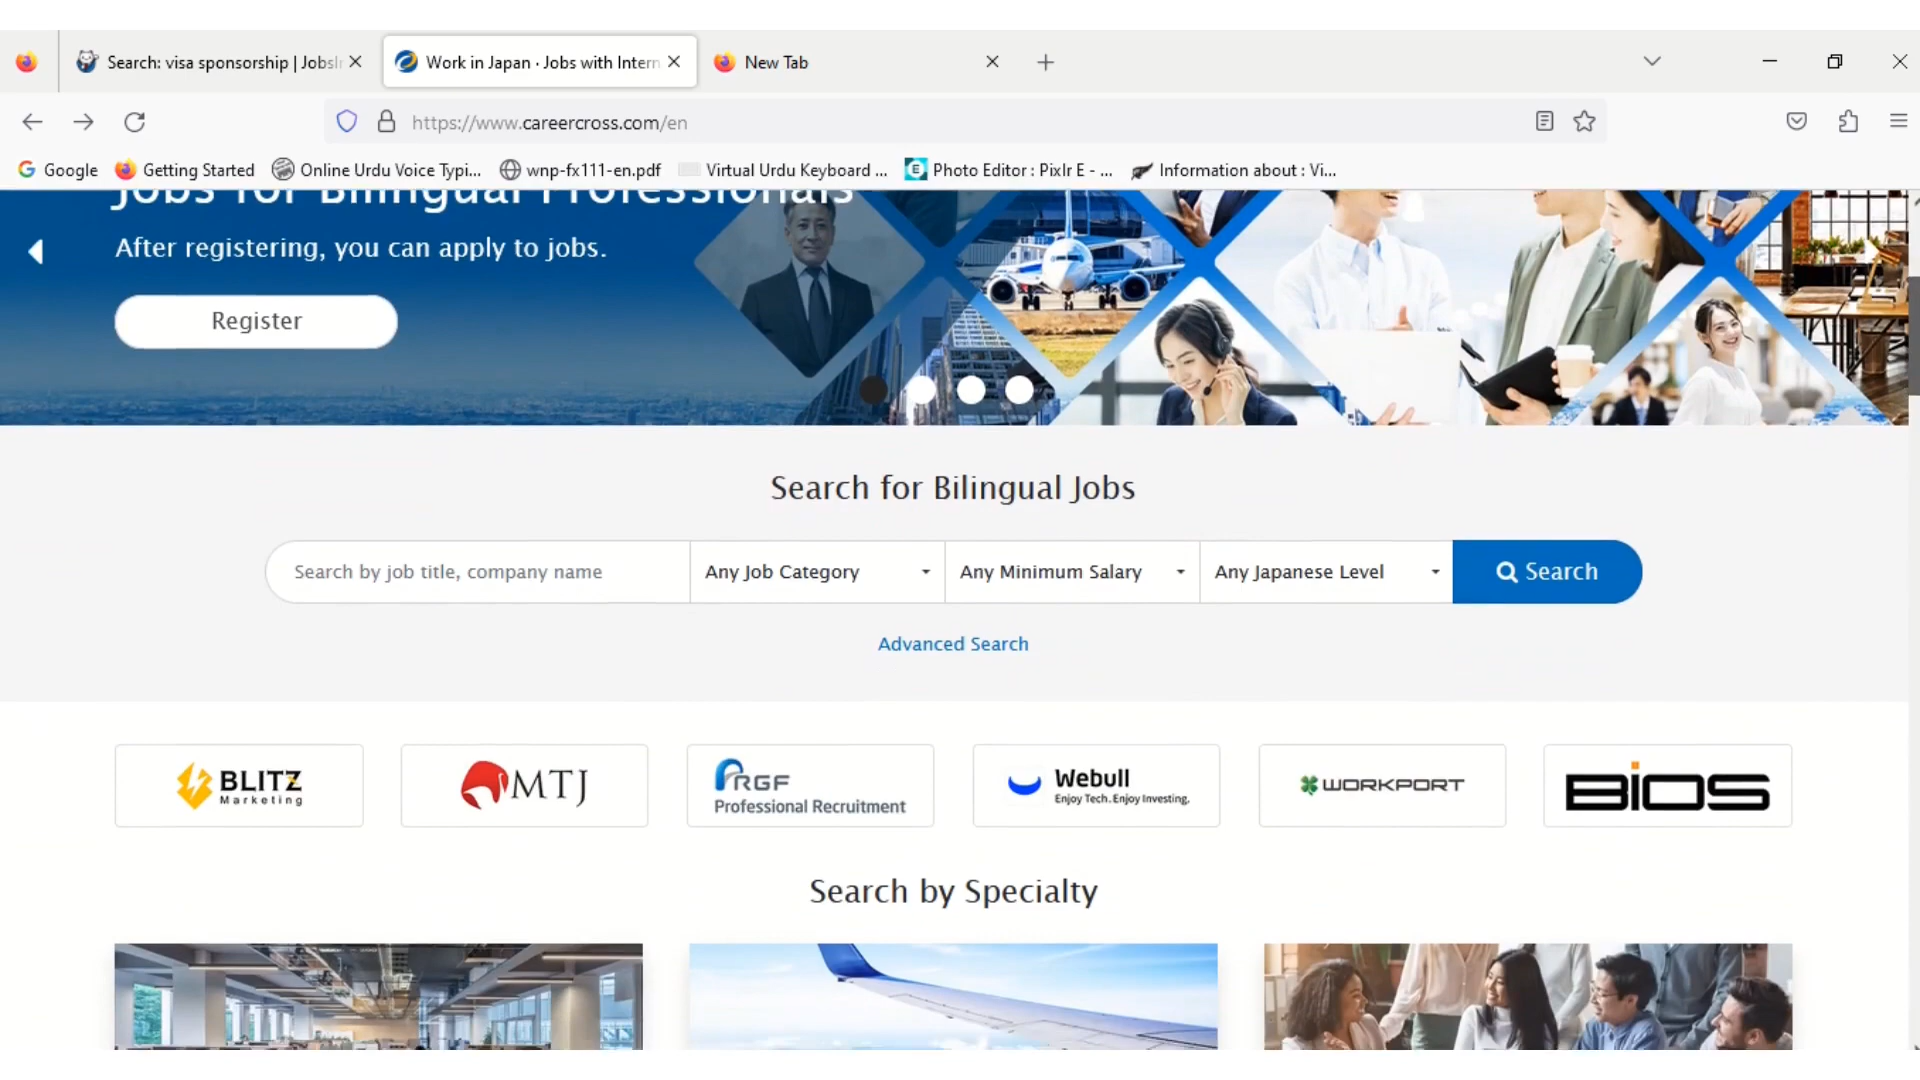 Search: visa sponsorship | JobsIn
Work in Japan · Jobs with Intern
New Tab
https://www.careercross.com/en
Google
Getting Started
Online Urdu Voice Typi...
wnp-fx111-en.pdf
Virtual Urdu Keyboard ...
Photo Editor : Pixlr E - ...
Information about : Vi...
Jobs for Bilingual Professionals
After registering, you can apply to jobs.
Register
Search for Bilingual Jobs
Search by job title, company name
Any Job Category
Any Minimum Salary
Any Japanese Level
Search
Advanced Search
BLITZ
Marketing
MTJ
RGF
Professional Recruitment
Webull
Enjoy Tech. Enjoy Investing.
WORKPORT
BiOS
Search by Specialty